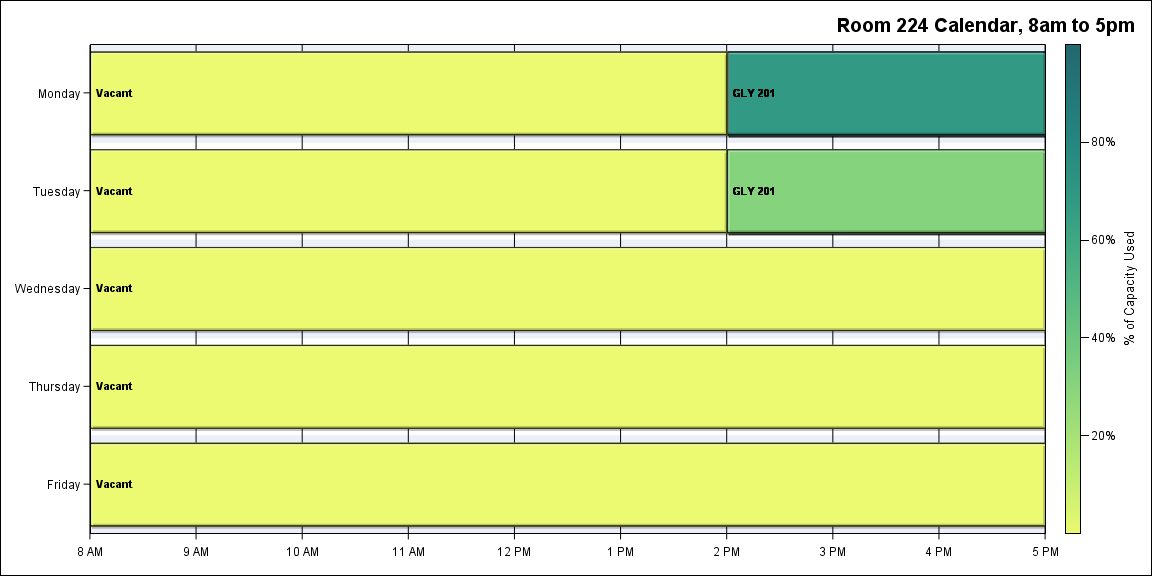 Room 224 Calendar, 8am to 5pm
Monday
Vacant
GLY 201
Tuesday
Vacant
GLY 201
Wednesday
Vacant
Thursday
Vacant
Friday
Vacant
8 AM 9 AM 10 AM 11 AM 12 PM 1 PM 2 PM 3 PM 4 PM 5 PM
80%
60%
40%
20%
% of Capacity Used